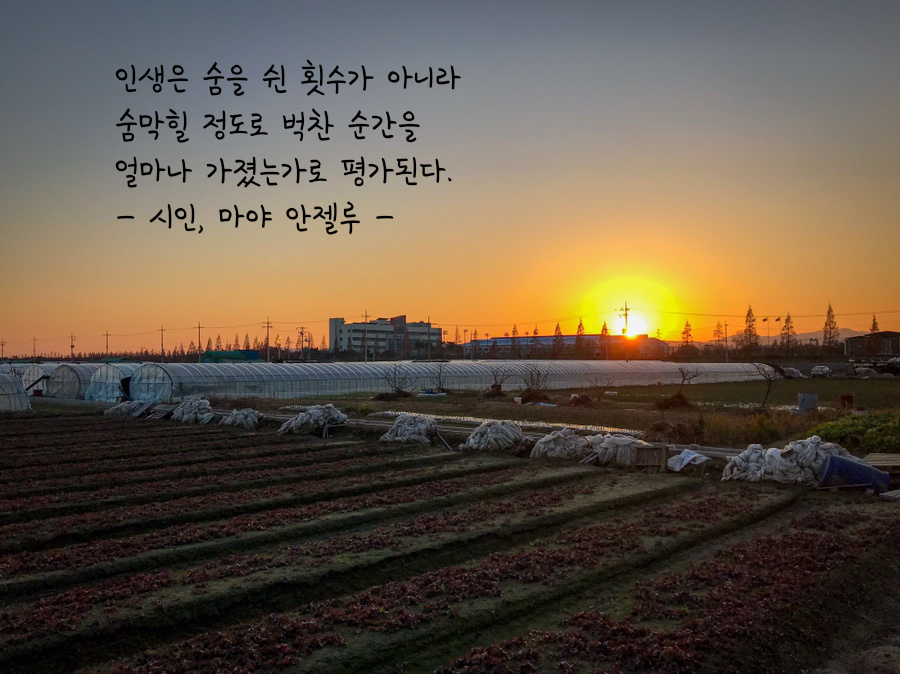 인생은 숨을 쉰 횟수가 아니라
숨막힐 정도로 벅찬 순간을
얼마나 가졌는가로 평가된다.
- 시인, 마야 안젤루 -